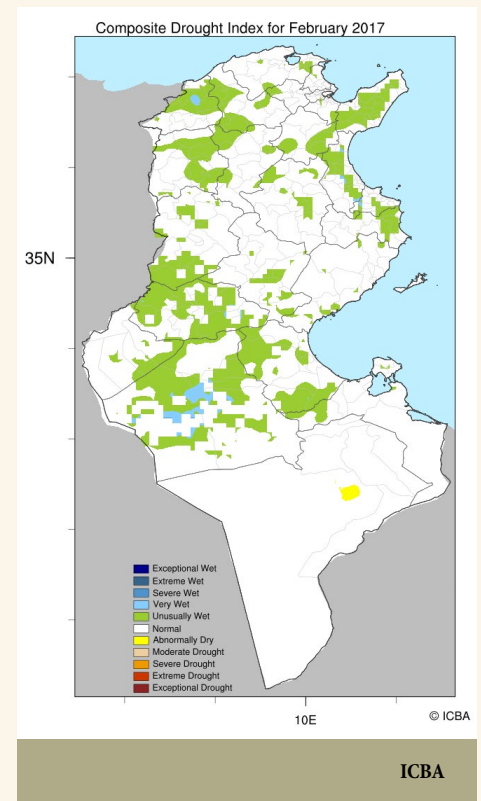 Composite Drought Index for February 2017
35N
Exceptional Wet
Extreme Wet
Severe Wet
Very Wet
Unusually Wet
Normal
Abnormally Dry
Moderate Drought
Severe Drought
Extreme Drought
Exceptional Drought
10E
© ICBA
ICBA